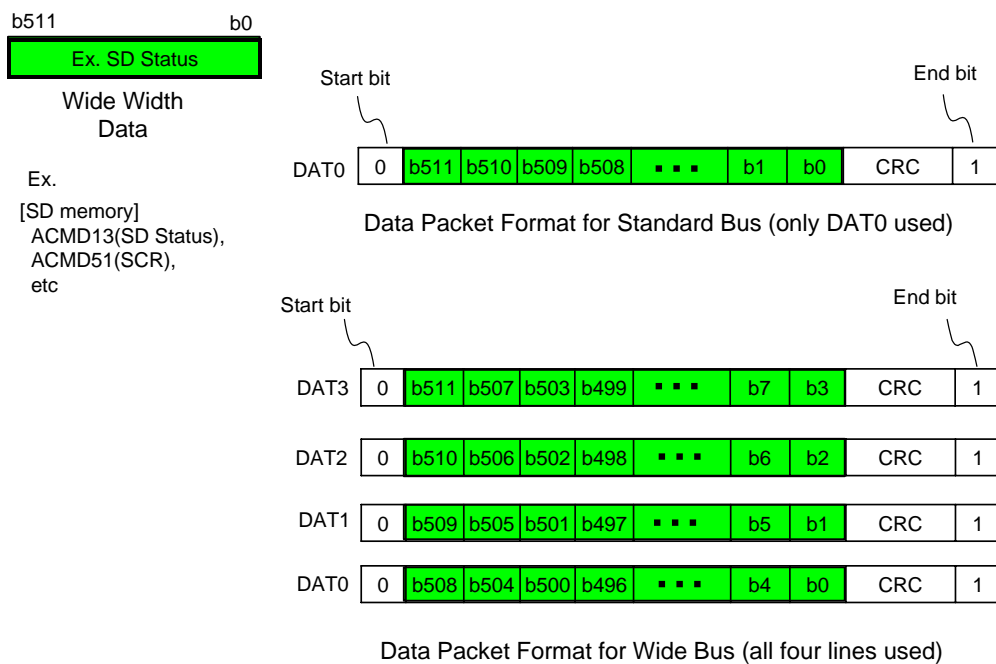 b511 b0
Ex. SD Status
Wide Width
Data
Ex.
[SD memory]
ACMD13(SD Status),
ACMD51(SCR),
etc
Start bit End bit
DAT0 0 b511 b510 b509 b508 ▪ ▪ ▪ b1 b0 CRC 1
Data Packet Format for Standard Bus (only DAT0 used)
Start bit End bit
DAT3 0 b511 b507 b503 b499 ▪ ▪ ▪ b7 b3 CRC 1
DAT2 0 b510 b506 b502 b498 ▪ ▪ ▪ b6 b2 CRC 1
DAT1 0 b509 b505 b501 b497 ▪ ▪ ▪ b5 b1 CRC 1
DAT0 0 b508 b504 b500 b496 ▪ ▪ ▪ b4 b0 CRC 1
Data Packet Format for Wide Bus (all four lines used)